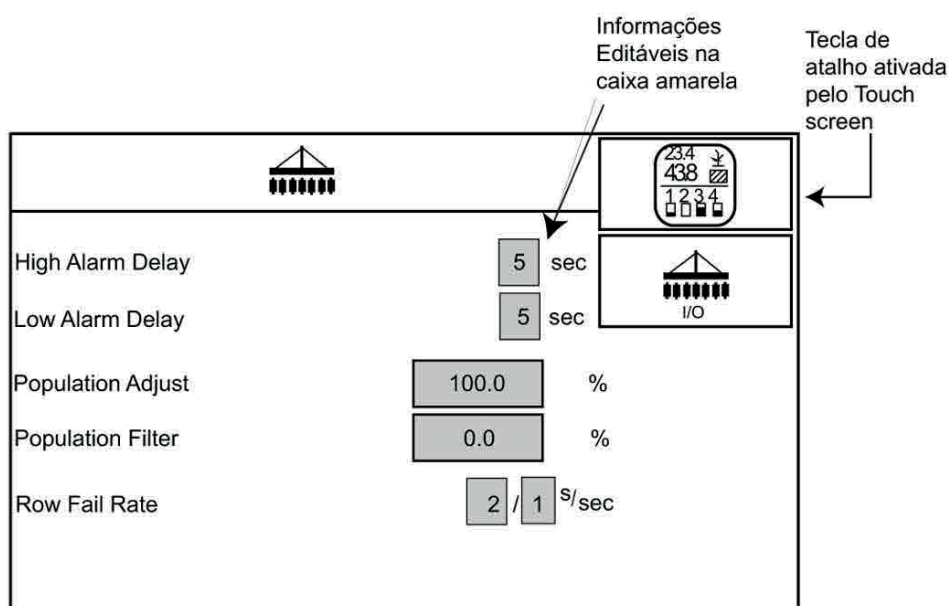 Informações
Editáveis na
caixa amarela
Tecla de
atalho ativada
pelo Touch
screen
23.4
438
1 2 3 4
High Alarm Delay 5 sec
I/O
Low Alarm Delay 5 sec
Population Adjust 100.0 %
Population Filter 0.0 %
Row Fail Rate 2 / 1 s/sec